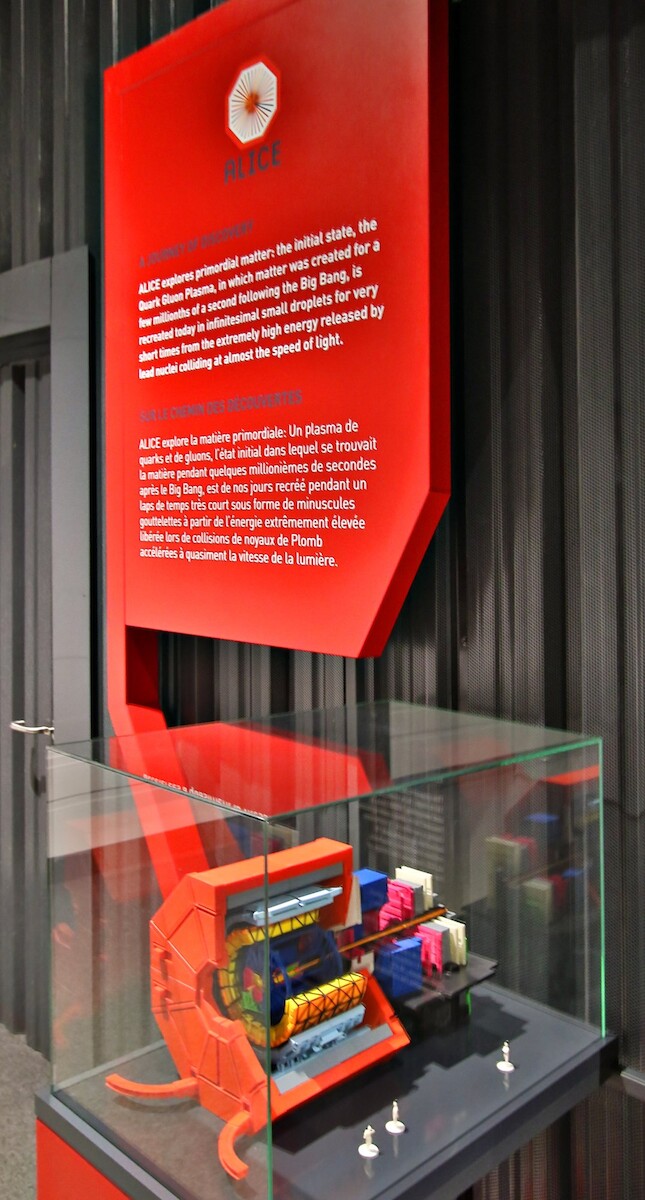 ALICE
A JOURNEY OF DISCOVERY
ALICE explores primordial matter: the initial state, the
Quark Gluon Plasma, in which matter was created for a
few millionths of a second following the Big Bang, is
recreated today in infinitesimal small droplets for very
short times from the extremely high energy released by
lead nuclei colliding at almost the speed of light.
SUR LE CHEMIN DES DÉCOUVERTES
ALICE explore la matière primordiale: Un plasma de
quarks et de gluons, l'état initial dans lequel se trouvait
la matière pendant quelques millionièmes de secondes
après le Big Bang, est de nos jours recréé pendant un
laps de temps très court sous forme de minuscules
gouttelettes à partir de l'énergie extrêmement élevée
libérée lors de collisions de noyaux de Plomb
accélérées à quasiment la vitesse de la lumière.